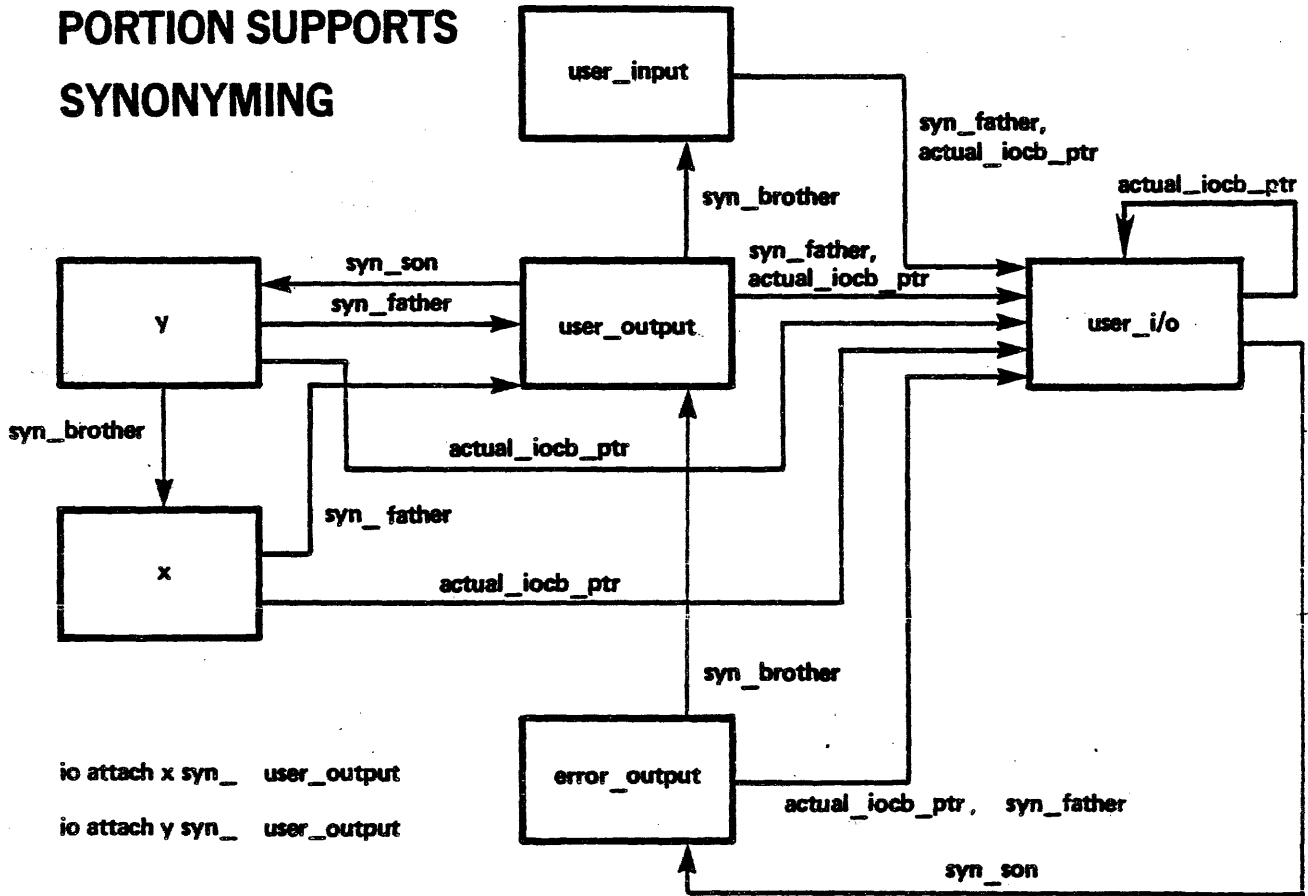 PORTION SUPPORTS
SYNONYMING
user_input
syn_father,
actual_iocb_ptr
actual_iocb_ptr
syn_brother
syn_son
syn_father,
actual_iocb_ptr
syn_father
y
user_output
user_i/o
syn_brother
actual_iocb_ptr
syn_ father
x
actual_iocb_ptr
syn_brother
io attach x syn_ user_output
error_output
actual_iocb_ptr , syn_father
io attach y syn_ user_output
syn_son